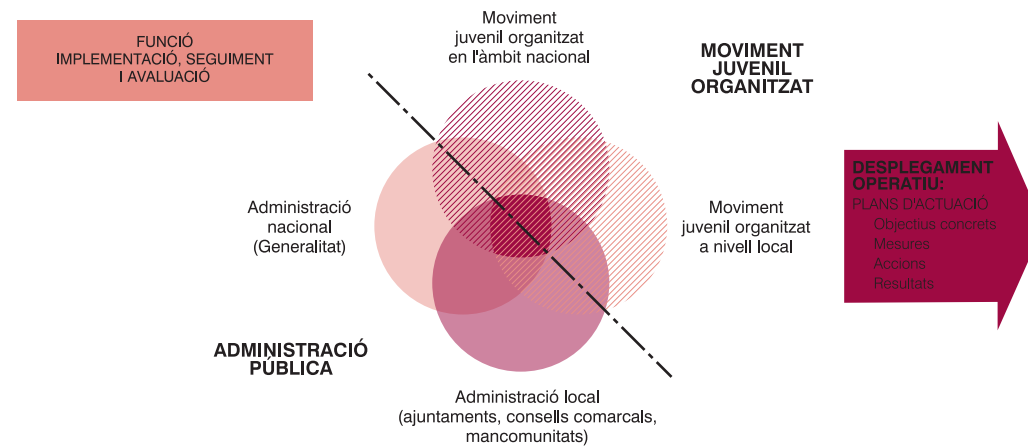 FUNCIÓ
IMPLEMENTACIÓ, SEGUIMENT
I AVALUACIÓ
Moviment
juvenil organitzat
en l'àmbit nacional
MOVIMENT
JUVENIL
ORGANITZAT
Administració
nacional
(Generalitat)
Moviment
juvenil organitzat
a nivell local
DESPLEGAMENT
OPERATIU:
PLANS D'ACTUACIÓ
Objectius concrets
Mesures
Accions
Resultats
ADMINISTRACIÓ
PÚBLICA
Administració local
(ajuntaments, consells comarcals,
mancomunitats)